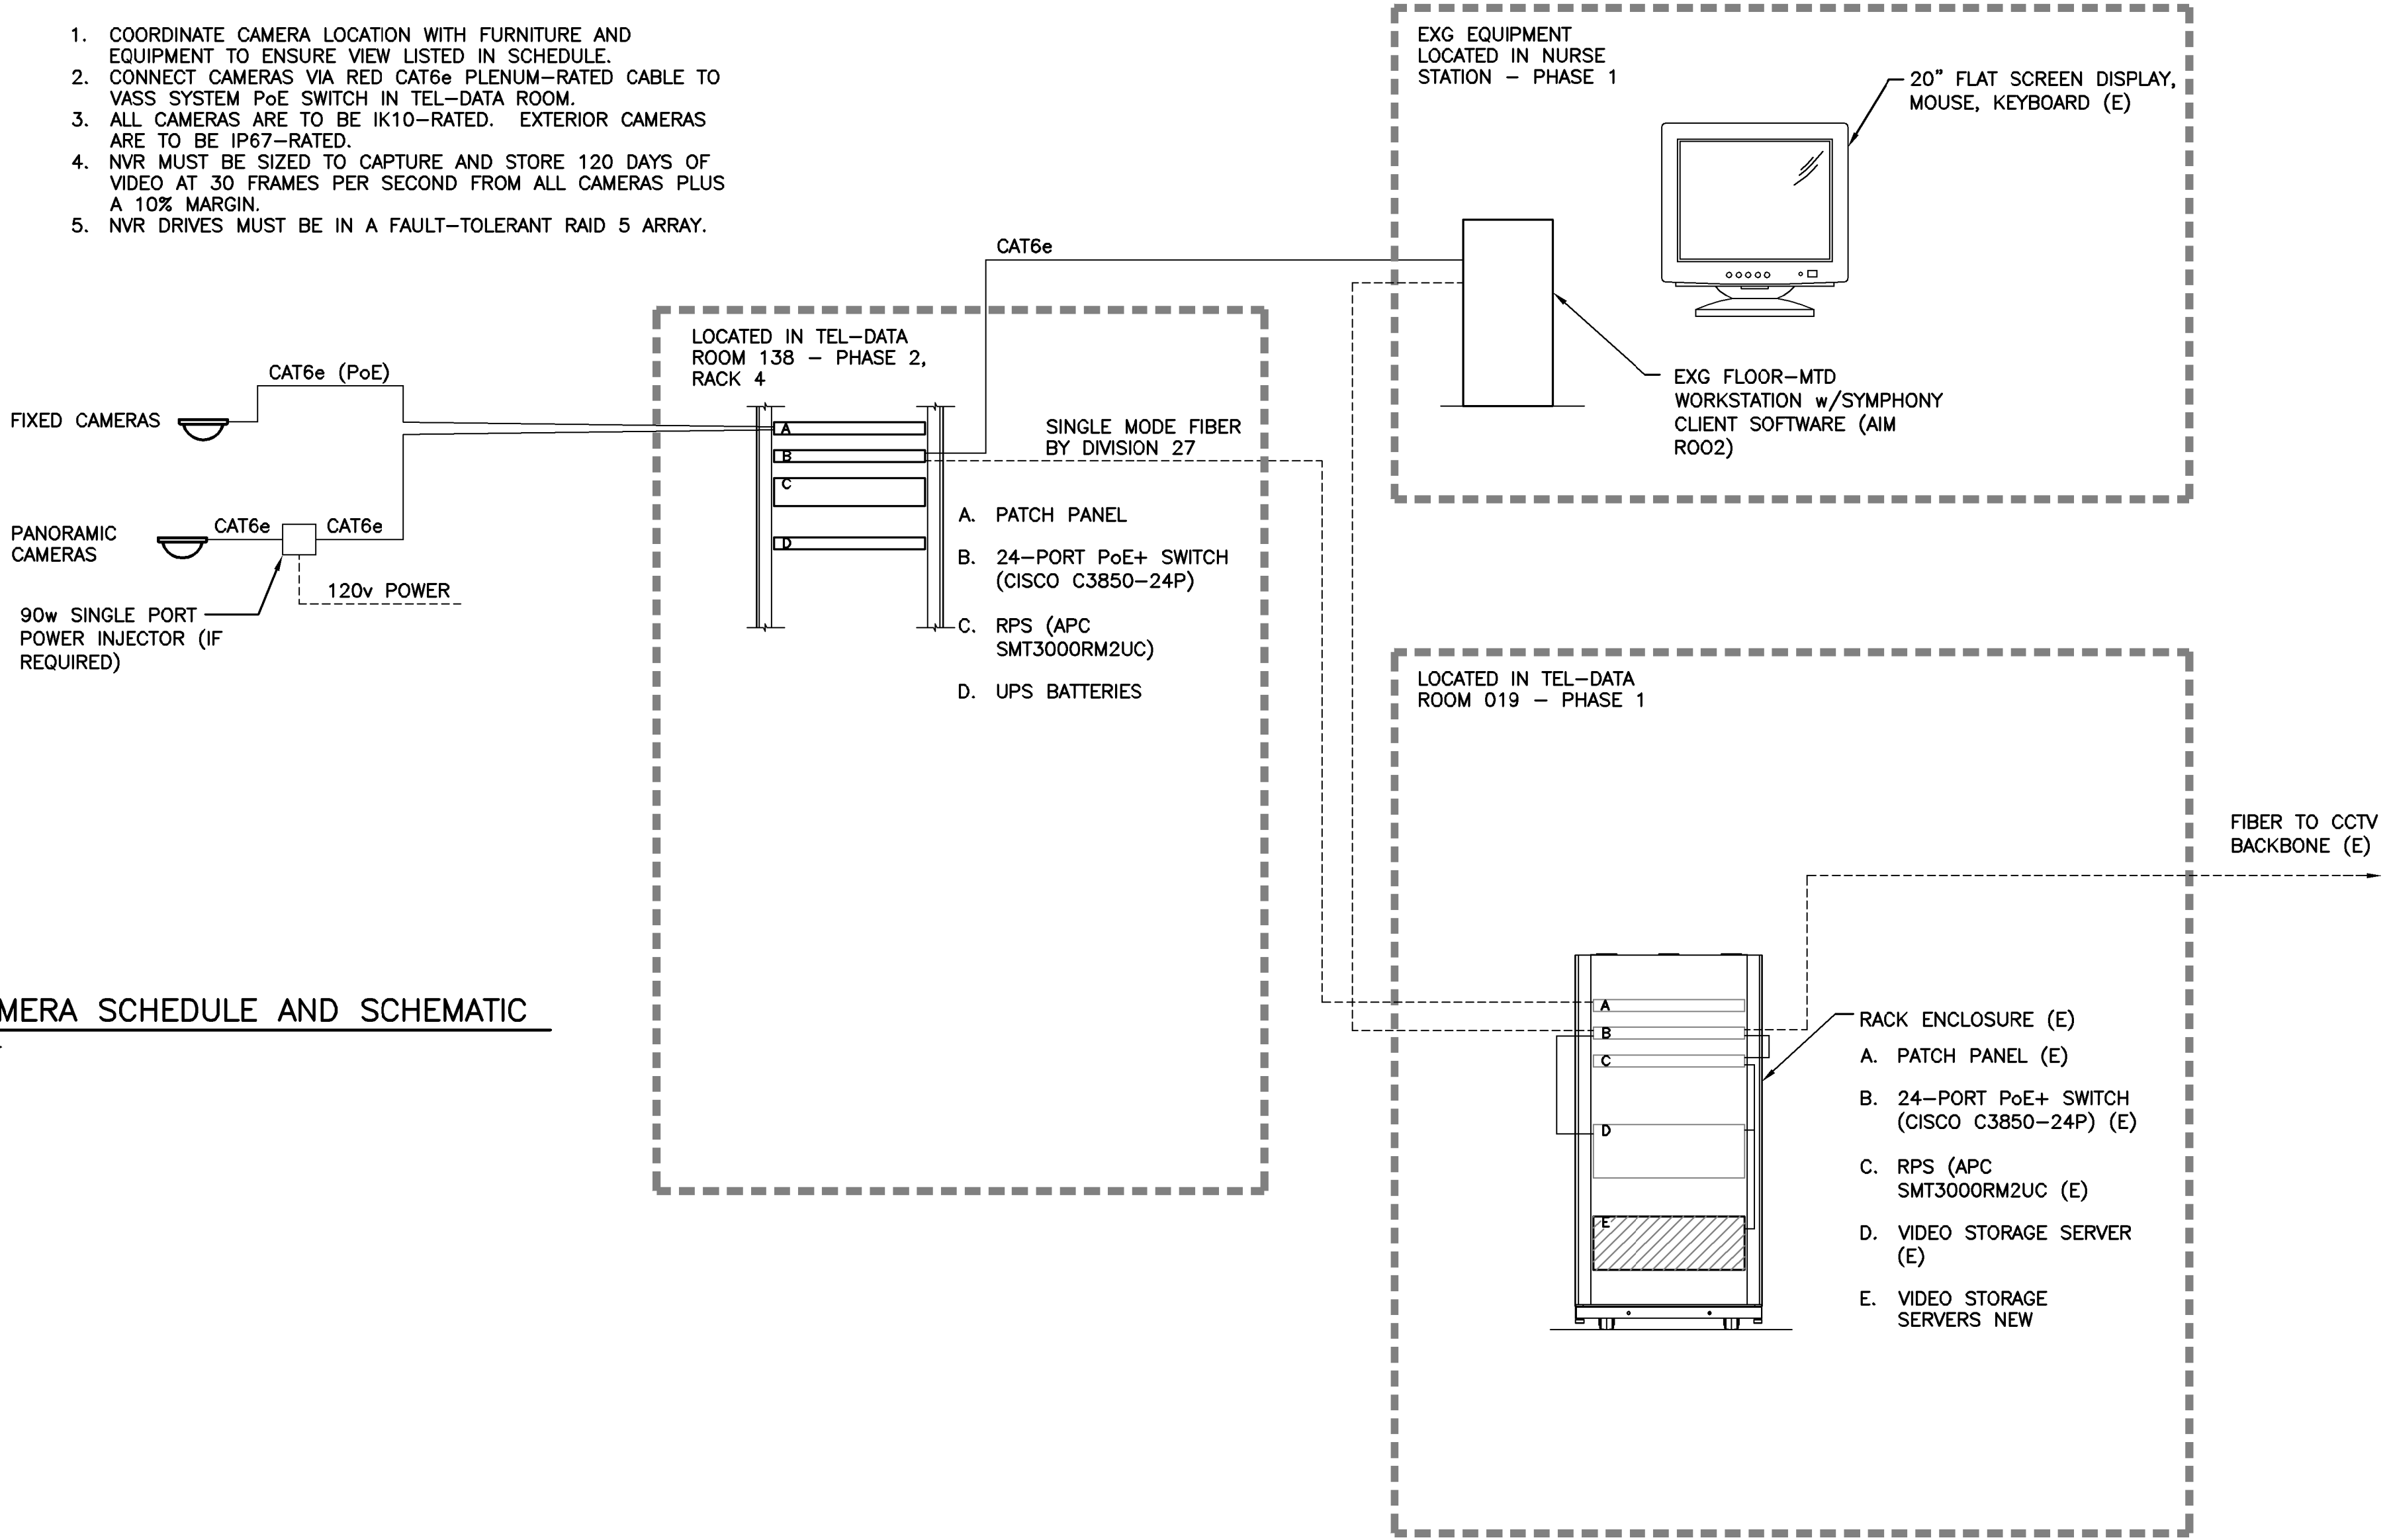 1. COORDINATE CAMERA LOCATION WITH FURNITURE AND
EQUIPMENT TO ENSURE VIEW LISTED IN SCHEDULE.
2. CONNECT CAMERAS VIA RED CAT6e PLENUM-RATED CABLE TO
VASS SYSTEM PoE SWITCH IN TEL-DATA ROOM.
3. ALL CAMERAS ARE TO BE IK10-RATED. EXTERIOR CAMERAS
ARE TO BE IP67-RATED.
4. NVR MUST BE SIZED TO CAPTURE AND STORE 120 DAYS OF
VIDEO AT 30 FRAMES PER SECOND FROM ALL CAMERAS PLUS
A 10% MARGIN.
5. NVR DRIVES MUST BE IN A FAULT-TOLERANT RAID 5 ARRAY.
FIXED CAMERAS
CAT6e (PoE)
PANORAMIC
CAMERAS
CAT6e
CAT6e
120v POWER
90w SINGLE PORT
POWER INJECTOR (IF
REQUIRED)
MERA SCHEDULE AND SCHEMATIC
LOCATED IN TEL-DATA
ROOM 138 - PHASE 2,
RACK 4
A
B
C
D
CAT6e
SINGLE MODE FIBER
BY DIVISION 27
A. PATCH PANEL
B. 24-PORT PoE+ SWITCH
(CISCO C3850-24P)
C. RPS (APC
SMT3000RM2UC)
D. UPS BATTERIES
EXG EQUIPMENT
LOCATED IN NURSE
STATION - PHASE 1
20" FLAT SCREEN DISPLAY,
MOUSE, KEYBOARD (E)
EXG FLOOR-MTD
WORKSTATION w/SYMPHONY
CLIENT SOFTWARE (AIM
R002)
LOCATED IN TEL-DATA
ROOM 019 - PHASE 1
FIBER TO CCTV
BACKBONE (E)
A
B
C
D
E
RACK ENCLOSURE (E)
A. PATCH PANEL (E)
B. 24-PORT PoE+ SWITCH
(CISCO C3850-24P) (E)
C. RPS (APC
SMT3000RM2UC (E)
D. VIDEO STORAGE SERVER
(E)
E. VIDEO STORAGE
SERVERS NEW